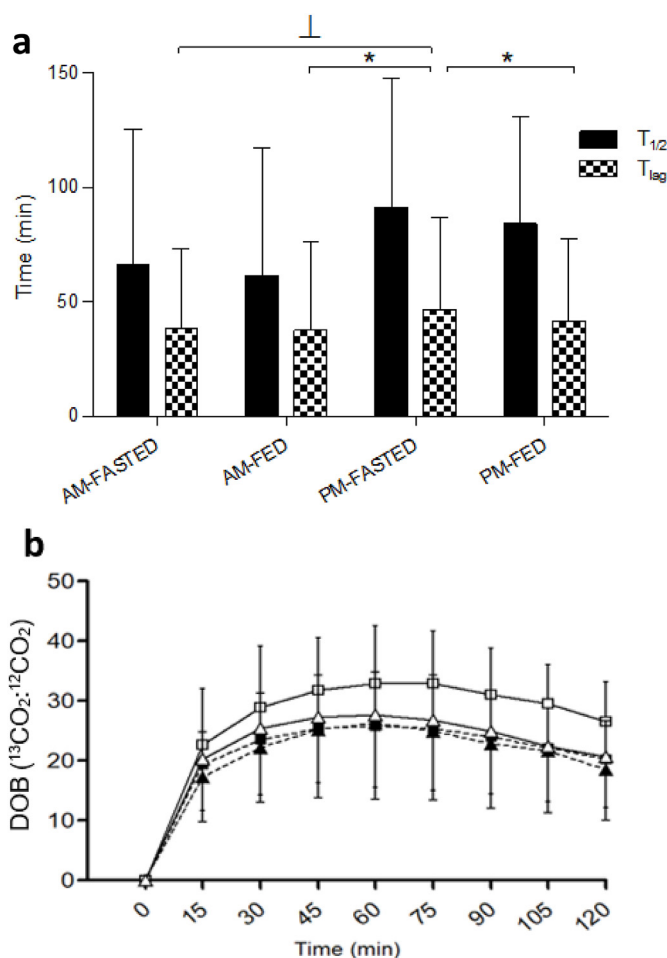 a
⊥
*
*
150
100
50
0
Time (min)
T1/2
Tlag
AM-FASTED
AM-FED
PM-FASTED
PM-FED
b
50
40
30
20
10
0
DOB (¹³CO₂:¹²CO₂)
0
15
30
45
60
75
90
105
120
Time (min)